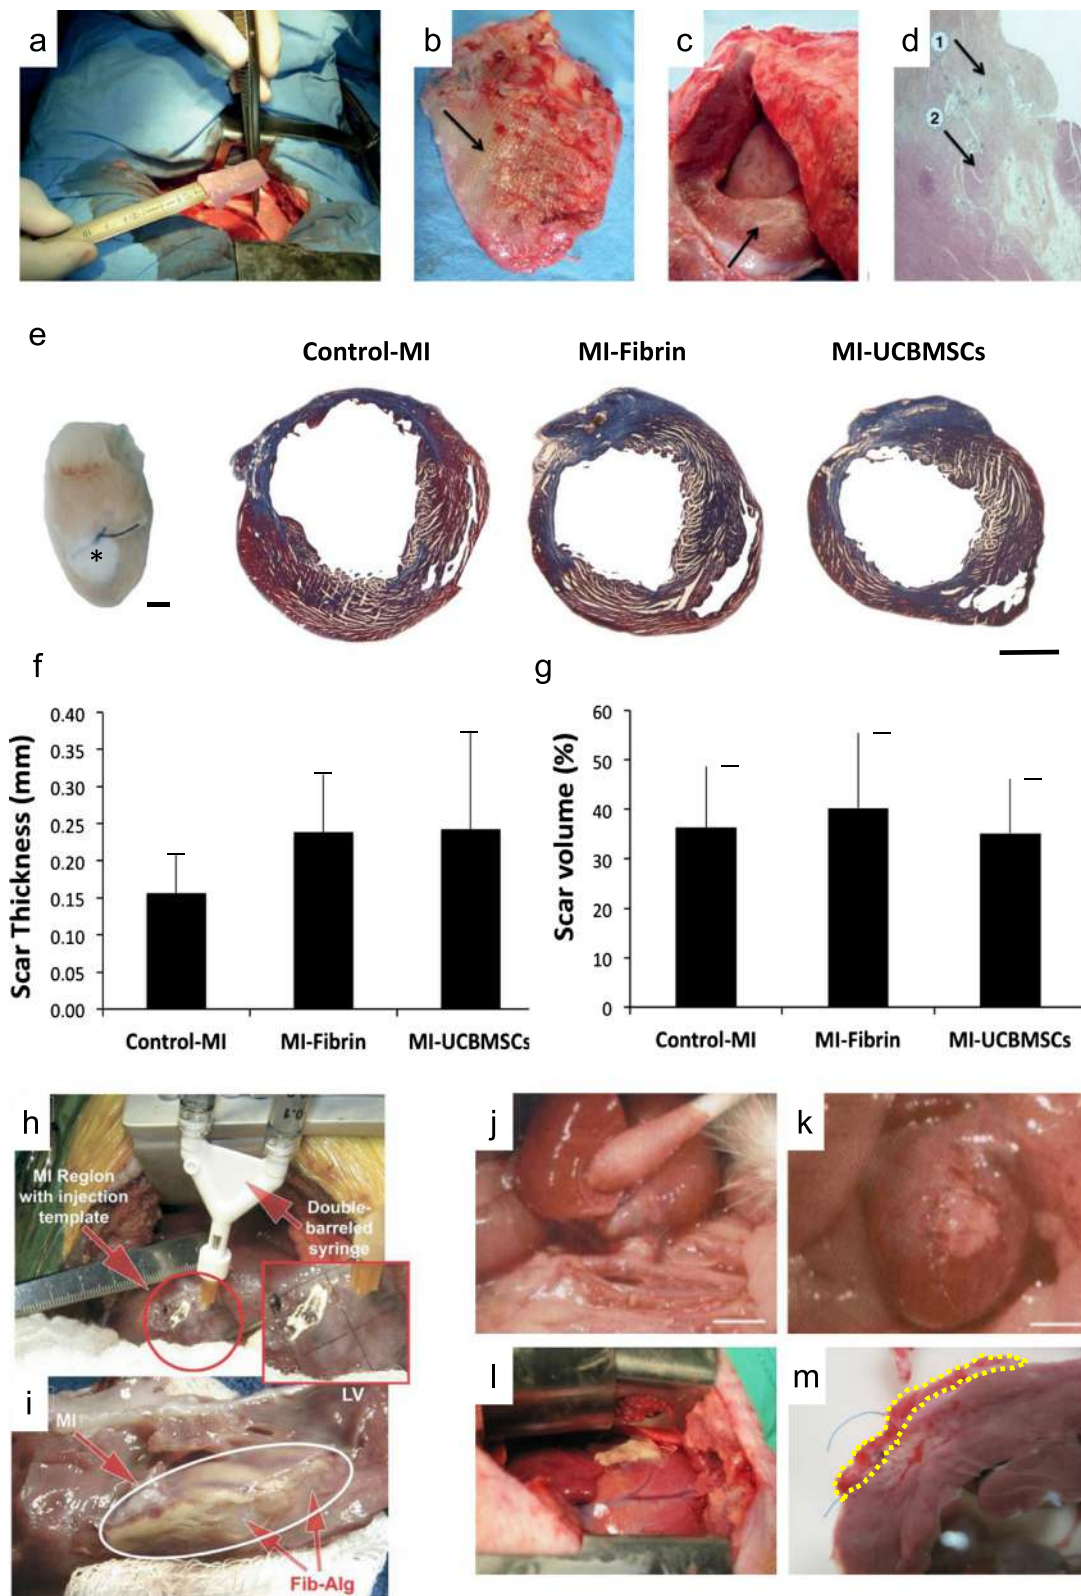 a
b
c
d
1
2
e
Control-MI
MI-Fibrin
MI-UCBMSCs
*
f
g
Scar Thickness (mm)
0.40
0.35
0.30
0.25
0.20
0.15
0.10
0.05
0.00
Control-MI
MI-Fibrin
MI-UCBMSCs
Scar volume (%)
60
50
40
30
20
10
0
Control-MI
MI-Fibrin
MI-UCBMSCs
h
MI Region
with injection
template
0.1
Double-
barreled
syringe
LV
i
MI
Fib-Alg
j
k
l
m